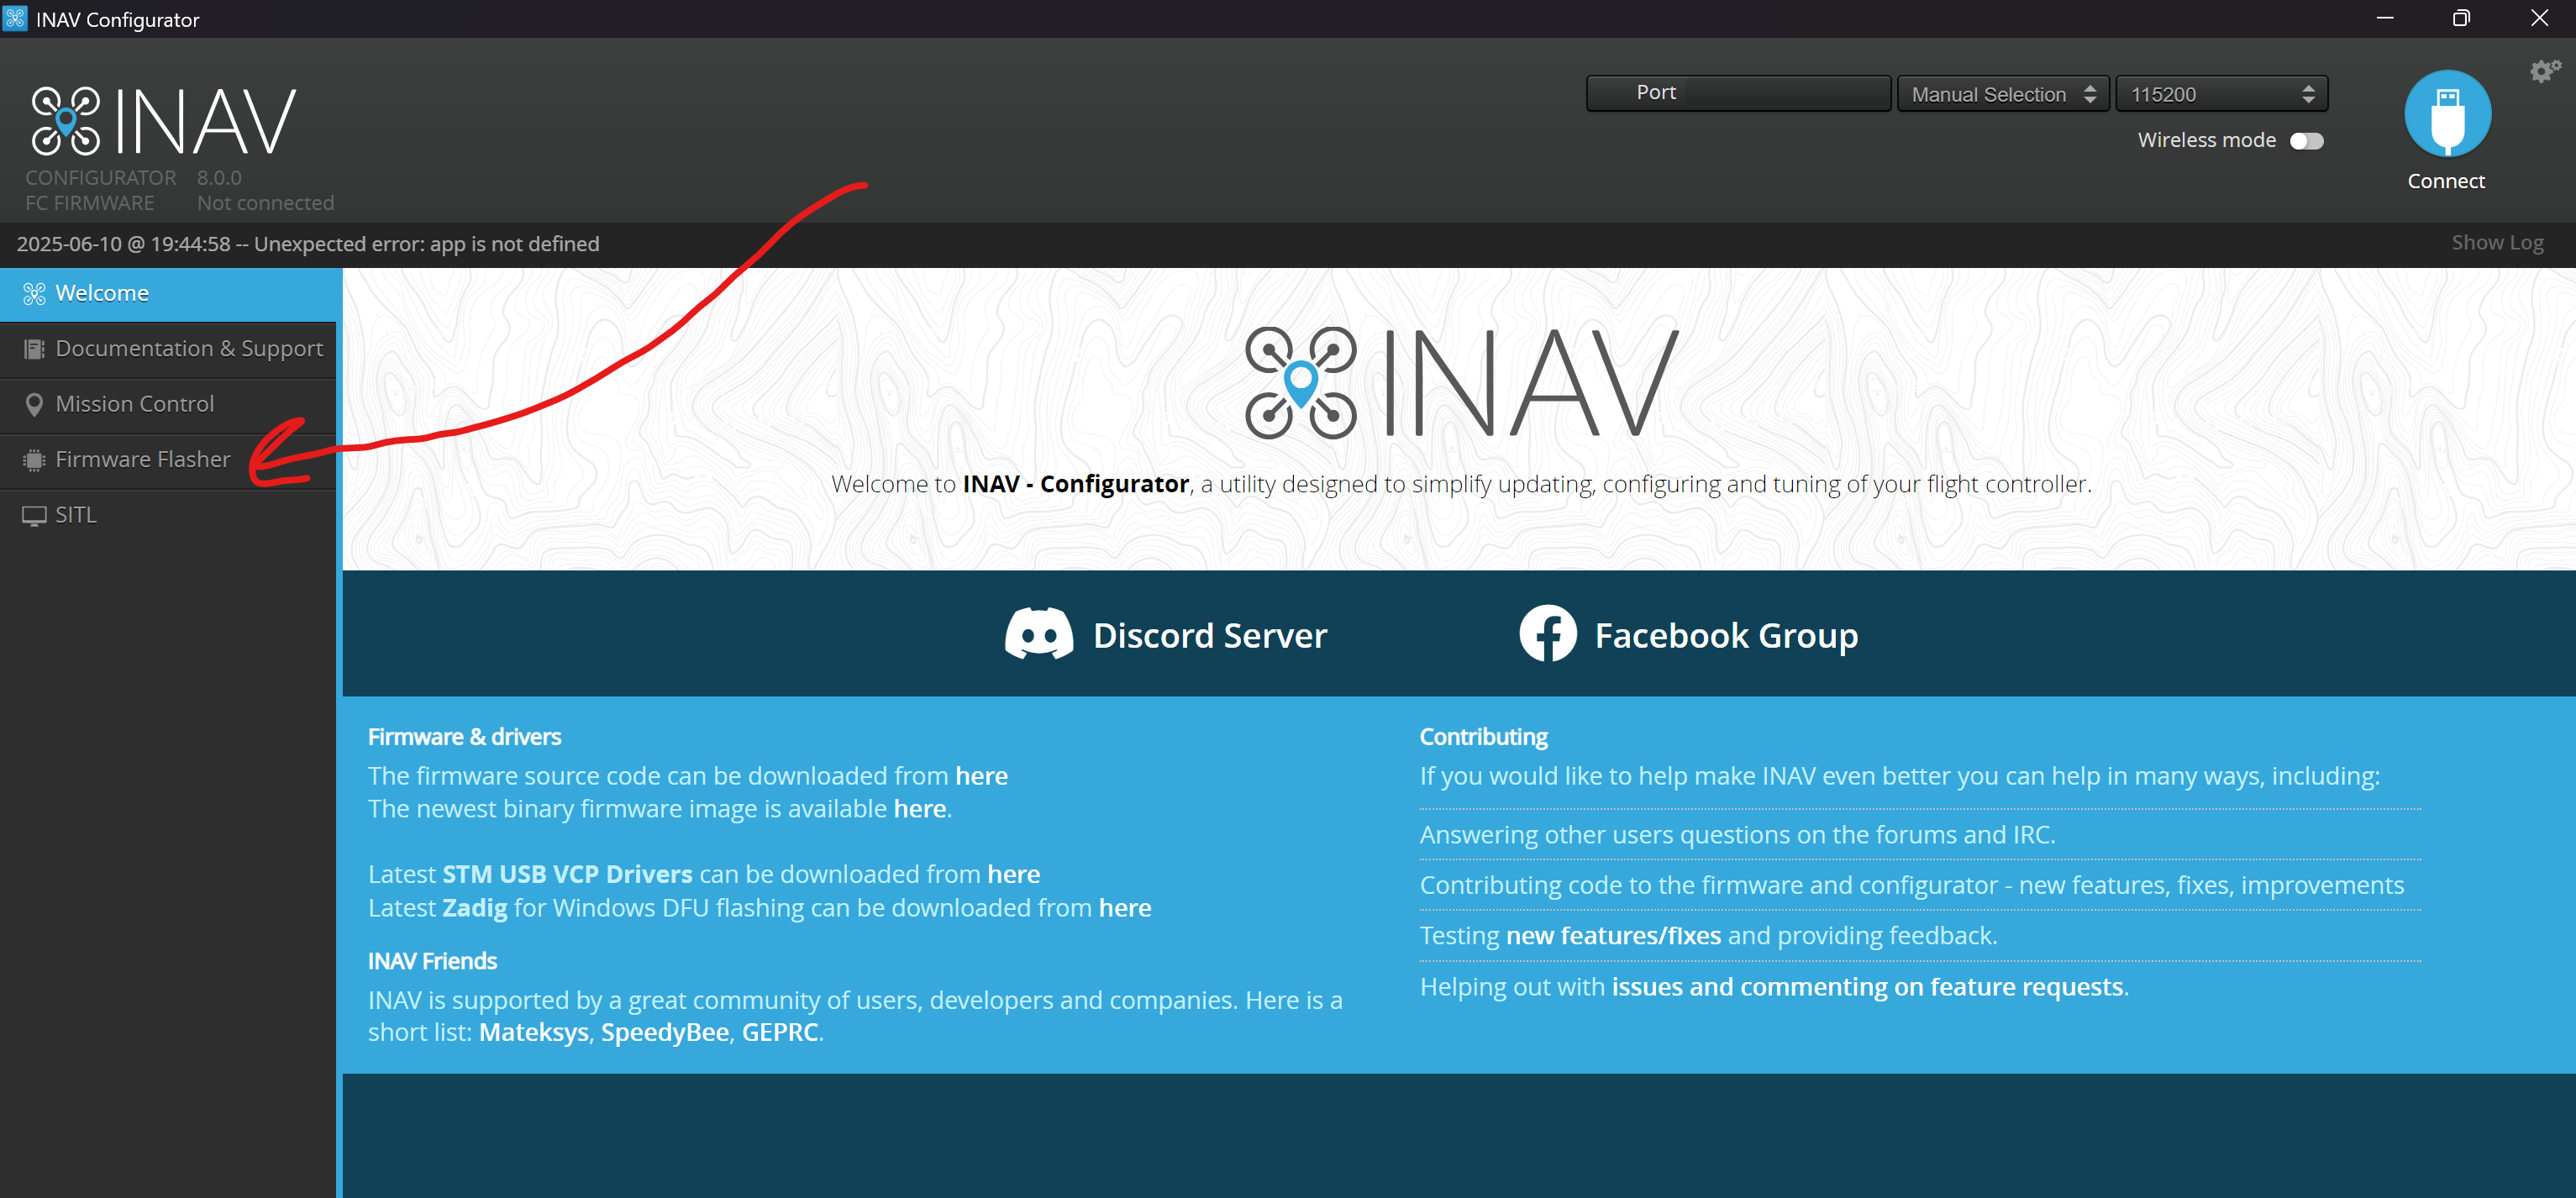 INAV Configurator
INAV
CONFIGURATOR 8.0.0
FC FIRMWARE Not connected
Port
Manual Selection
115200
Wireless mode
Connect
2025-06-10 @ 19:44:58 -- Unexpected error: app is not defined
Show Log
Welcome
Documentation & Support
Mission Control
Firmware Flasher
SITL
INAV
Welcome to INAV - Configurator, a utility designed to simplify updating, configuring and tuning of your flight controller.
Discord Server
Facebook Group
Firmware & drivers
The firmware source code can be downloaded from here
The newest binary firmware image is available here.
Latest STM USB VCP Drivers can be downloaded from here
Latest Zadig for Windows DFU flashing can be downloaded from here
INAV Friends
INAV is supported by a great community of users, developers and companies. Here is a
short list: Mateksys, SpeedyBee, GEPRC.
Contributing
If you would like to help make INAV even better you can help in many ways, including:
Answering other users questions on the forums and IRC.
Contributing code to the firmware and configurator - new features, fixes, improvements
Testing new features/fixes and providing feedback.
Helping out with issues and commenting on feature requests.